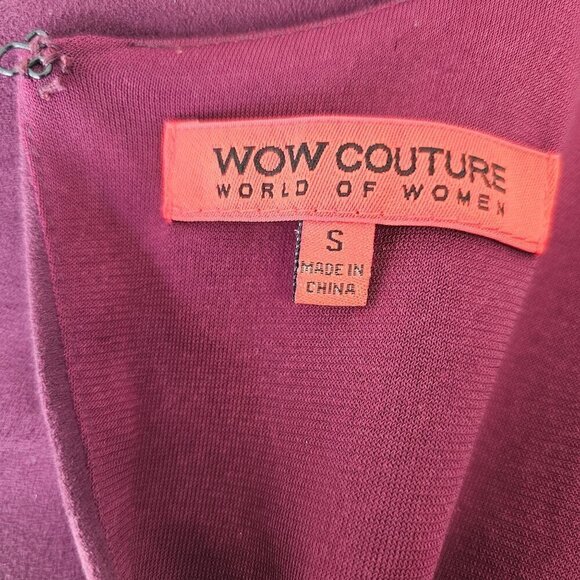 WOW COUTURE
WORLD OF WOMEN
S
MADE IN
CHINA